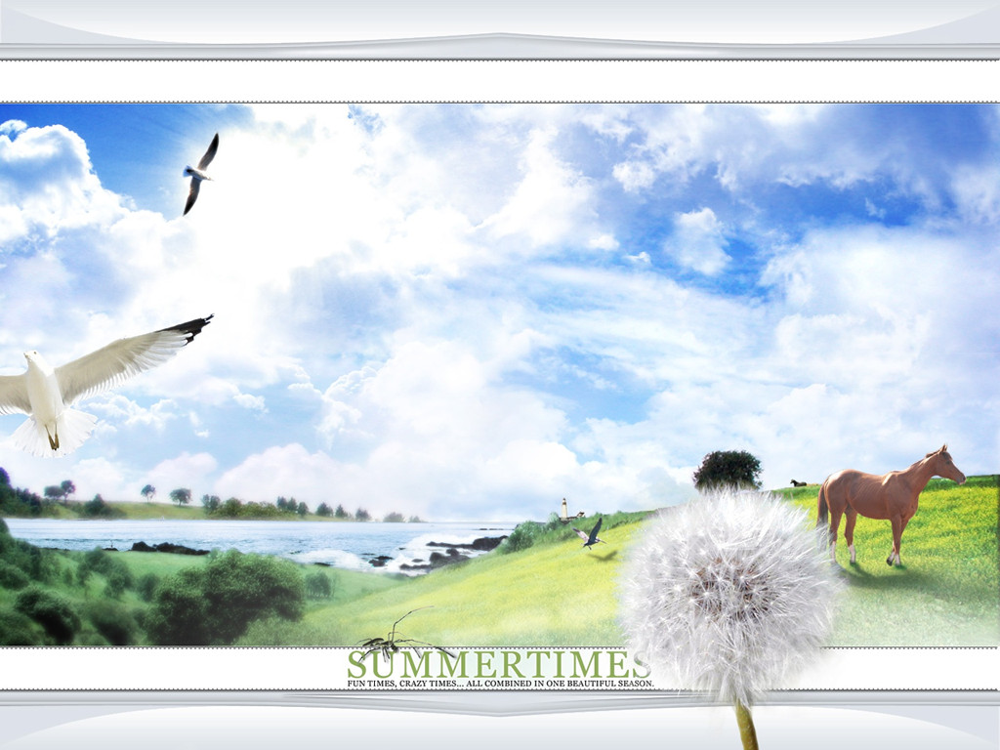 SUMMERTIMES
FUN TIMES, CRAZY TIMES... ALL COMBINED IN ONE BEAUTIFUL SEASON.